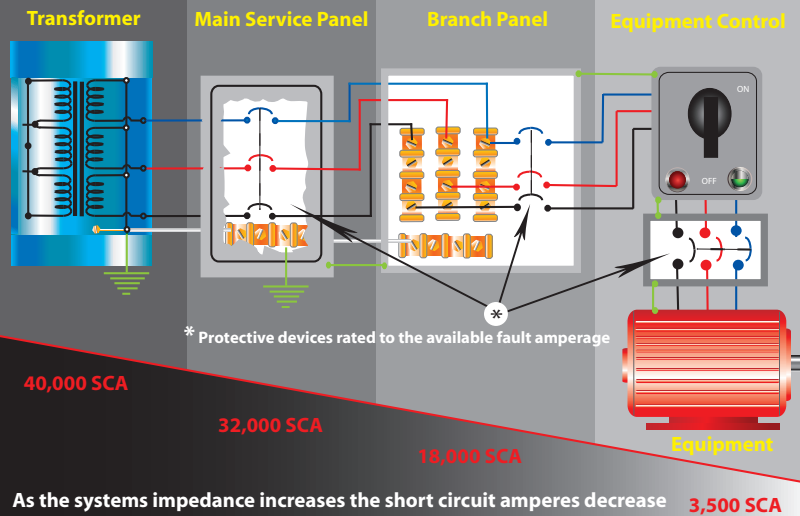 Transformer
Main Service Panel
Branch Panel
Equipment Control
ON
OFF
*
* Protective devices rated to the available fault amperage
40,000 SCA
32,000 SCA
18,000 SCA
Equipment
As the systems impedance increases the short circuit amperes decrease
3,500 SCA